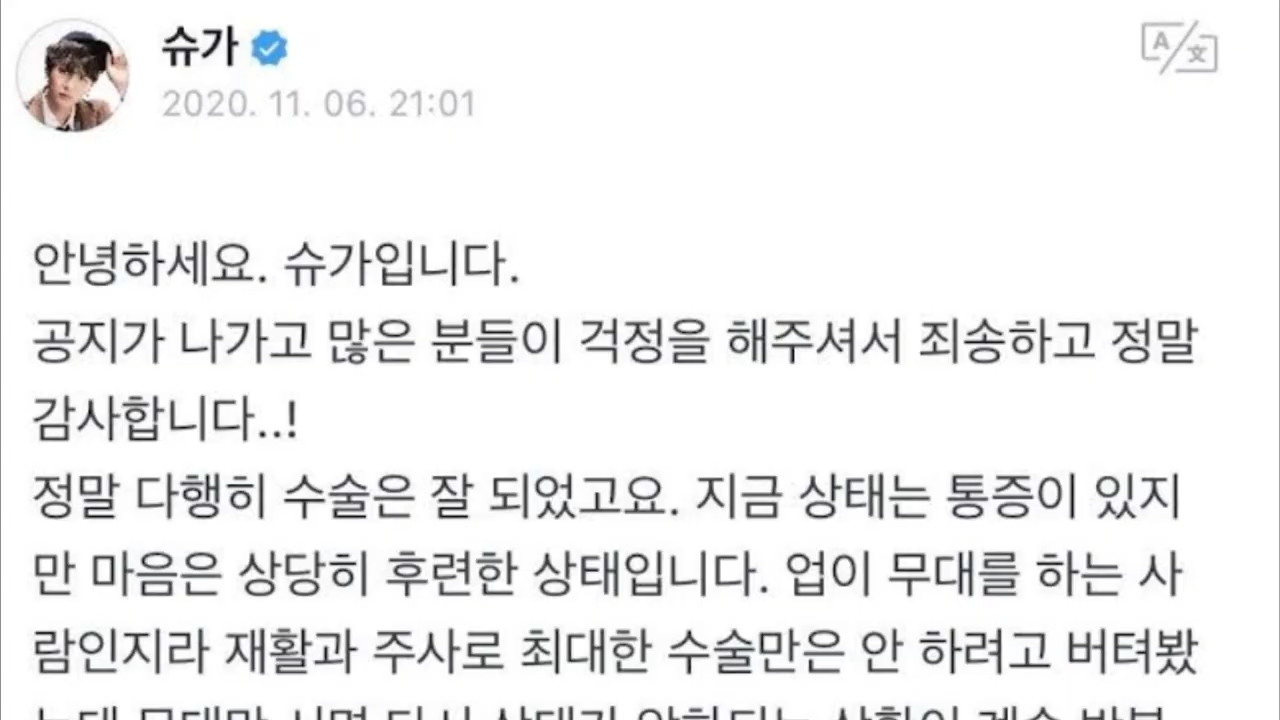 슈가
2020. 11. 06. 21:01
A 文
안녕하세요. 슈가입니다.
공지가 나가고 많은 분들이 걱정을 해주셔서 죄송하고 정말
감사합니다..!
정말 다행히 수술은 잘 되었고요. 지금 상태는 통증이 있지
만 마음은 상당히 후련한 상태입니다. 업이 무대를 하는 사
람인지라 재활과 주사로 최대한 수술만은 안 하려고 버텨봤